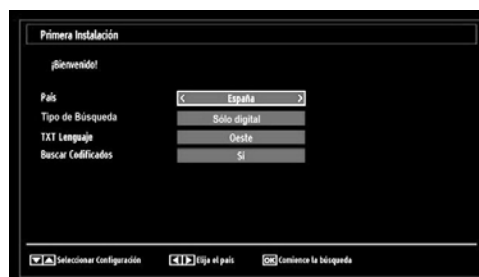 Primera Instalación
¡Bienvenido!
País < España >
Tipo de Búsqueda Sólo digital
TXT Lenguaje Oeste
Buscar Codificados Sí
Seleccionar Configuración Elija el país OK Comience la búsqueda